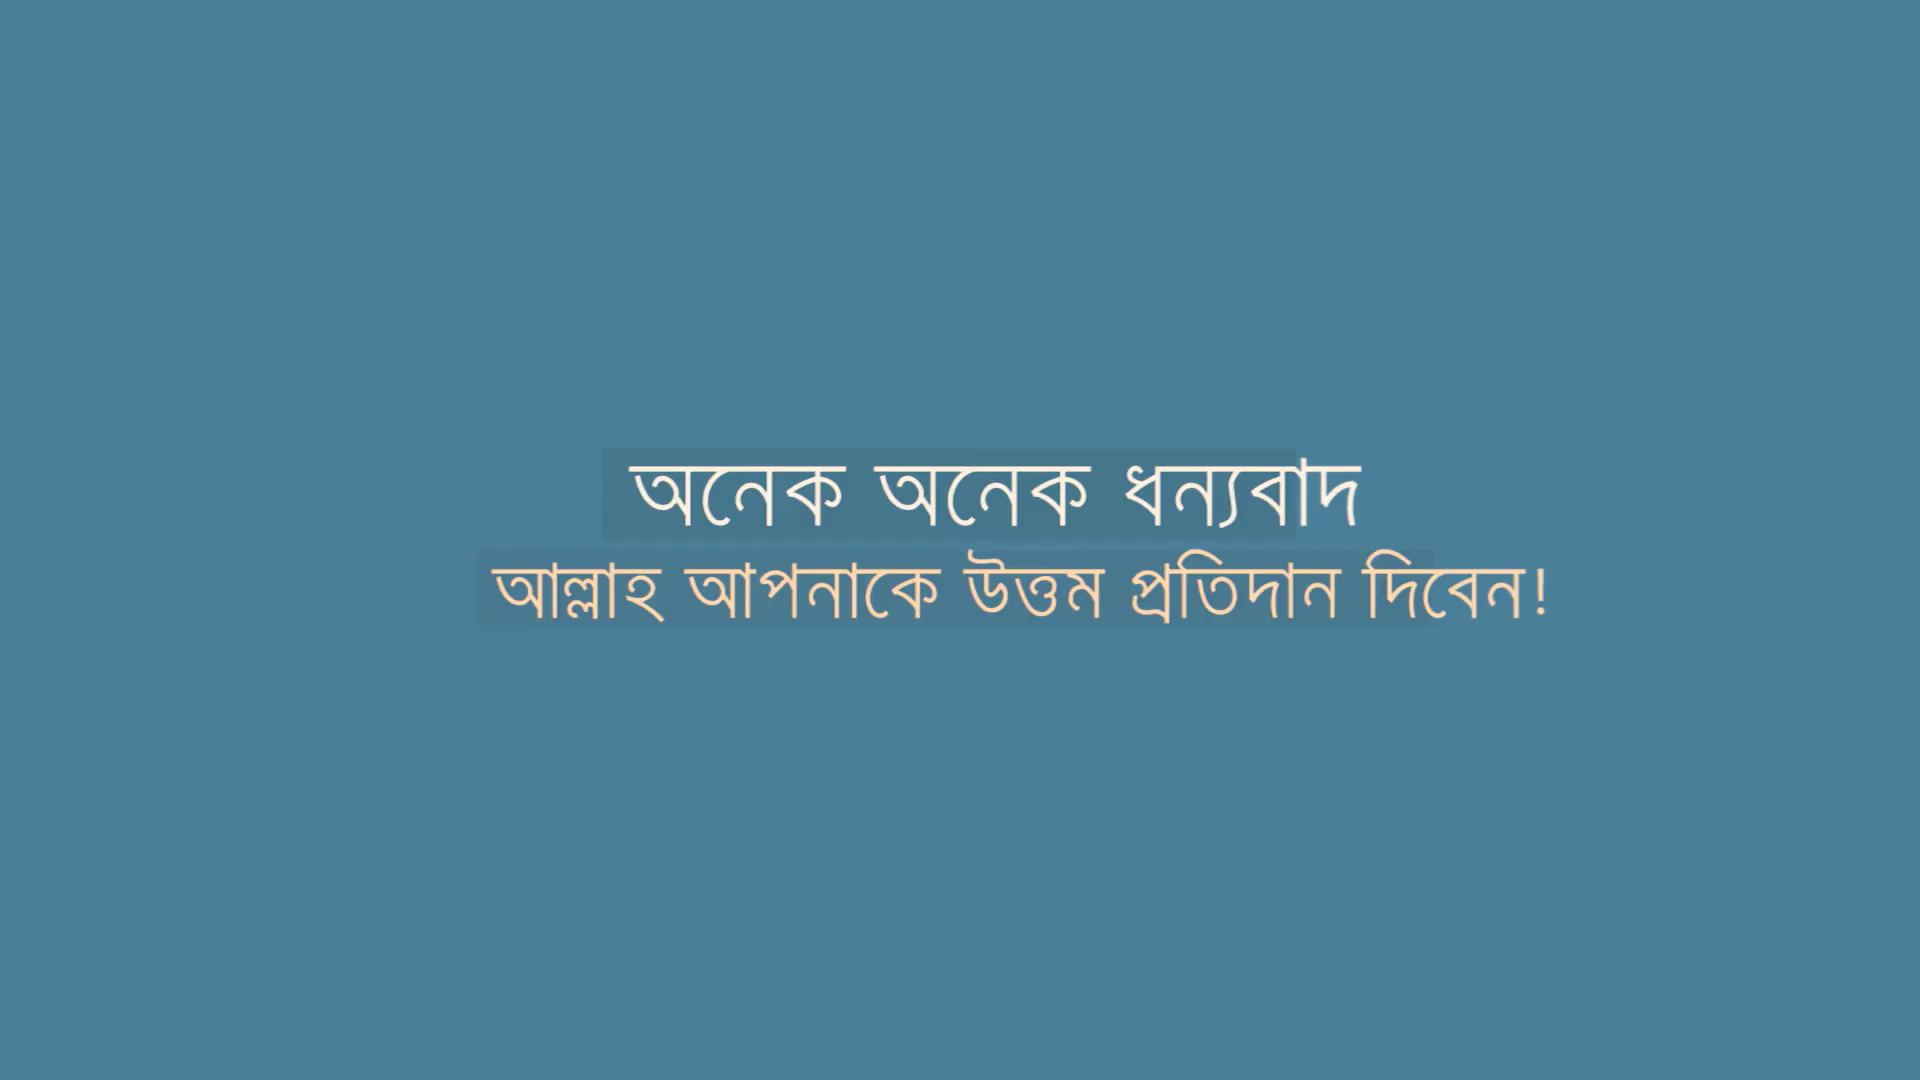 অনেক অনেক ধন্যবাদ
আল্লাহ আপনাকে উত্তম প্রতিদান দিবেন!